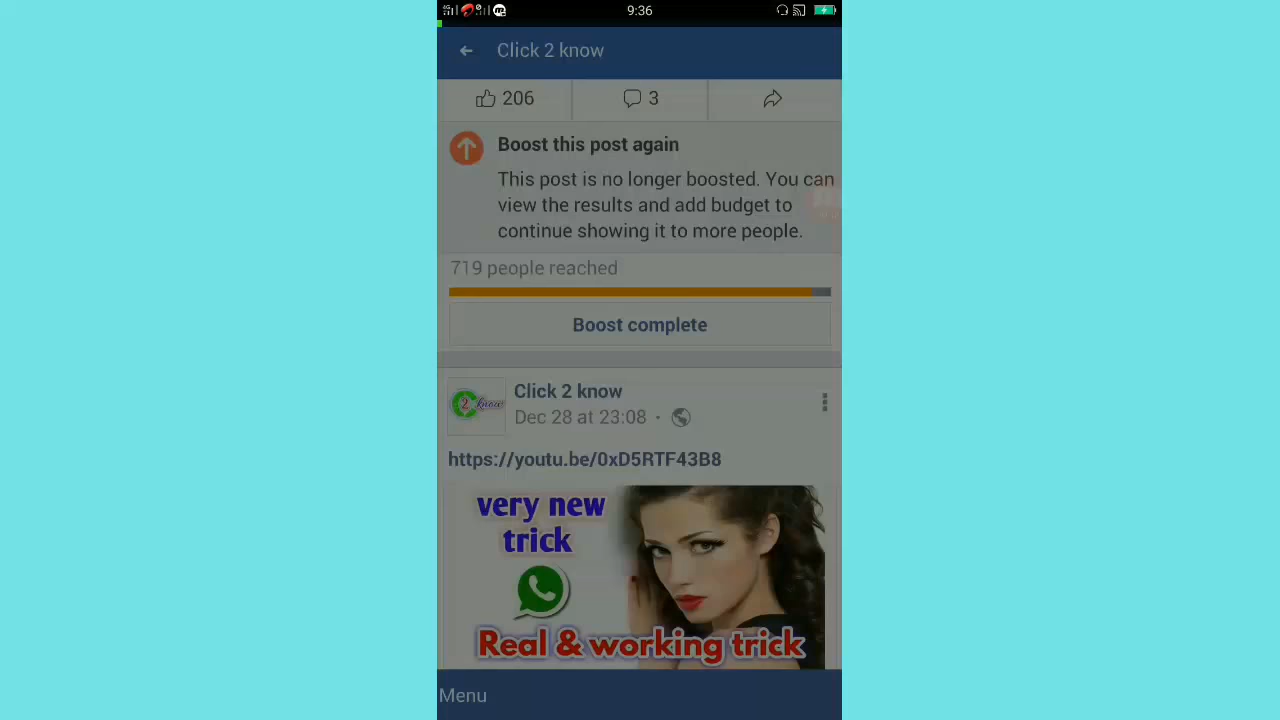 9:36
Click 2 know
206
3
Boost this post again
This post is no longer boosted. You can
view the results and add budget to
continue showing it to more people.
719 people reached
Boost complete
Click 2 know
Dec 28 at 23:08 ·
https://youtu.be/0xD5RTF43B8
very new
trick
Real & working trick
Menu